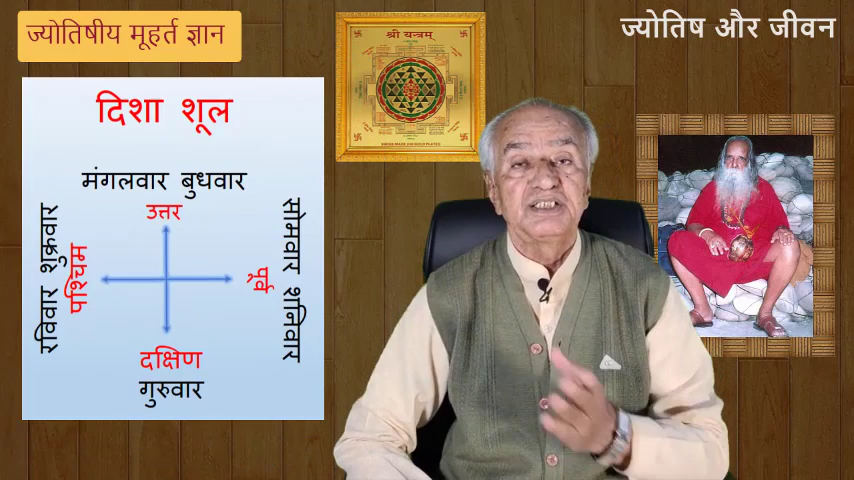 ज्योतिषीय मूहर्त ज्ञान
ज्योतिष और जीवन
श्री यन्त्रम्
दिशा शूल
मंगलवार बुधवार
उत्तर
रविवार शुक्रवार
पश्चिम
पूर्व
सोमवार शनिवार
दक्षिण
गुरुवार